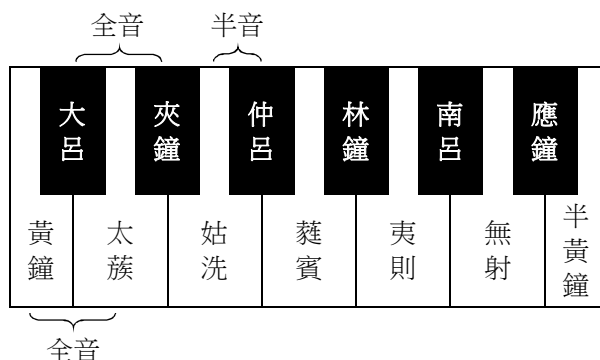 全音 半音
大呂 夾鐘 仲呂 林鐘 南呂 應鐘
黃鐘 太蔟 姑洗 蕤賓 夷則 無射 半黃鐘
全音